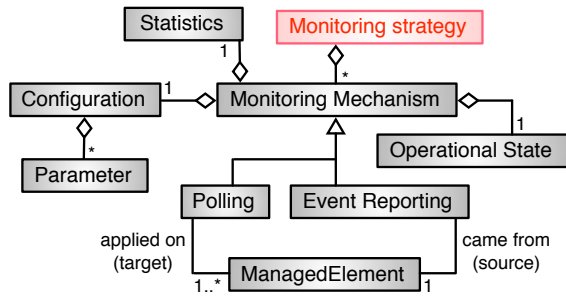 Statistics
Monitoring strategy
1
*
Configuration
1
Monitoring Mechanism
1
Operational State
*
Parameter
Polling
Event Reporting
applied on
(target)
came from
(source)
1..*
ManagedElement
1